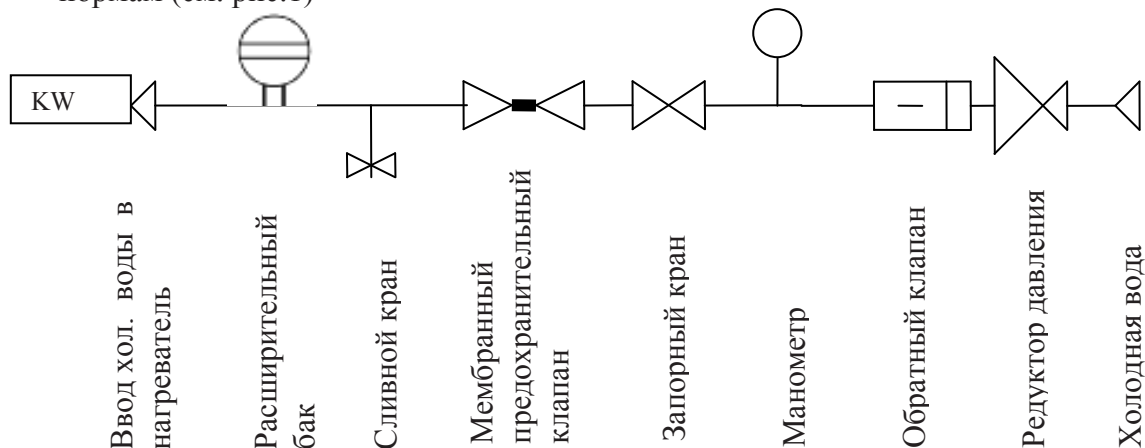 нормам (см. рис.1)
KW
Ввод хол. воды в
нагреватель
Расширительный
бак
Сливной кран
Мембранный
предохранительный
клапан
Запорный кран
Манометр
Обратный клапан
Редуктор давления
Холодная вода